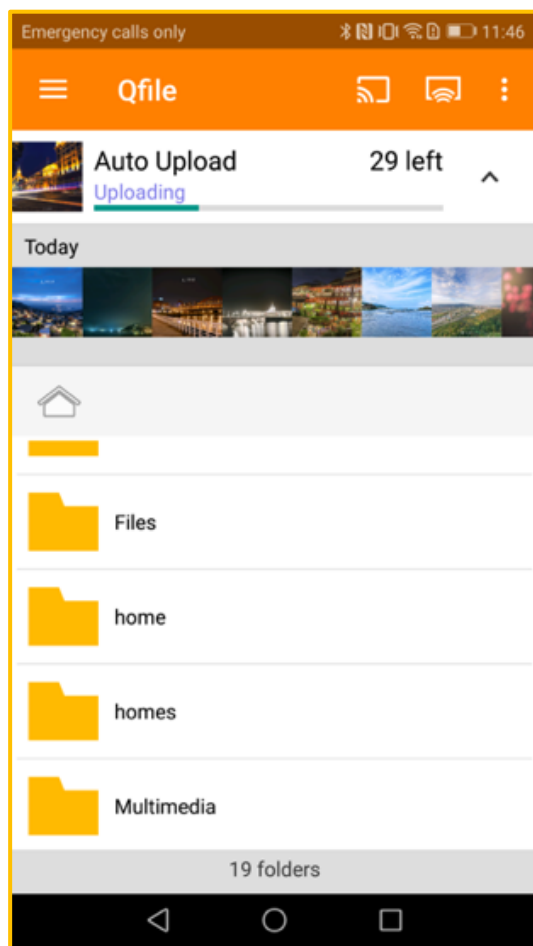 Emergency calls only 11:46
Qfile
Auto Upload 29 left
Uploading
Today
Files
home
homes
Multimedia
19 folders